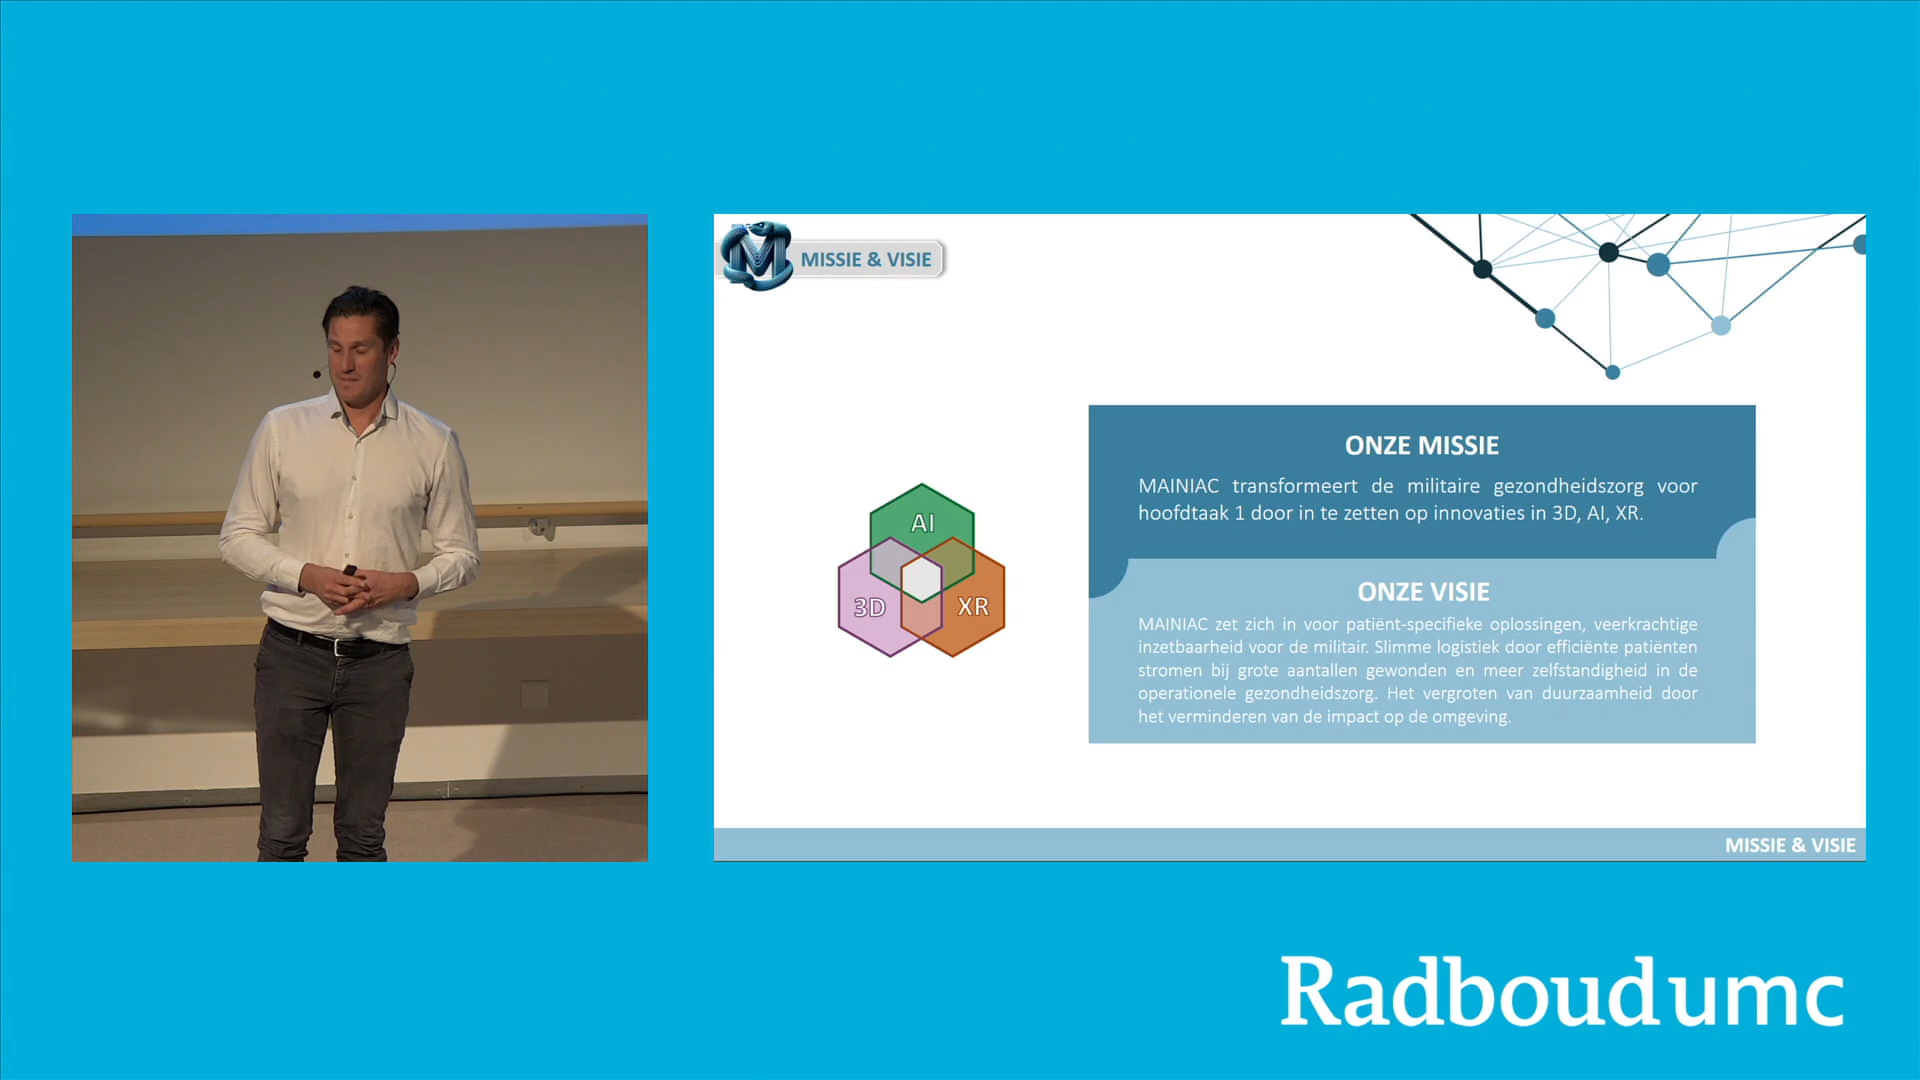 M MISSIE & VISIE
ONZE MISSIE
MAINIAC transformeert de militaire gezondheidszorg voor
hoofdtaak 1 door in te zetten op innovaties in 3D, AI, XR.
AI
3D
XR
ONZE VISIE
MAINIAC zet zich in voor patiënt-specifieke oplossingen, veerkrachtige
inzetbaarheid voor de militair. Slimme logistiek door efficiënte patiënten
stromen bij grote aantallen gewonden en meer zelfstandigheid in de
operationele gezondheidszorg. Het vergroten van duurzaamheid door
het verminderen van de impact op de omgeving.
MISSIE & VISIE
Radboudumc